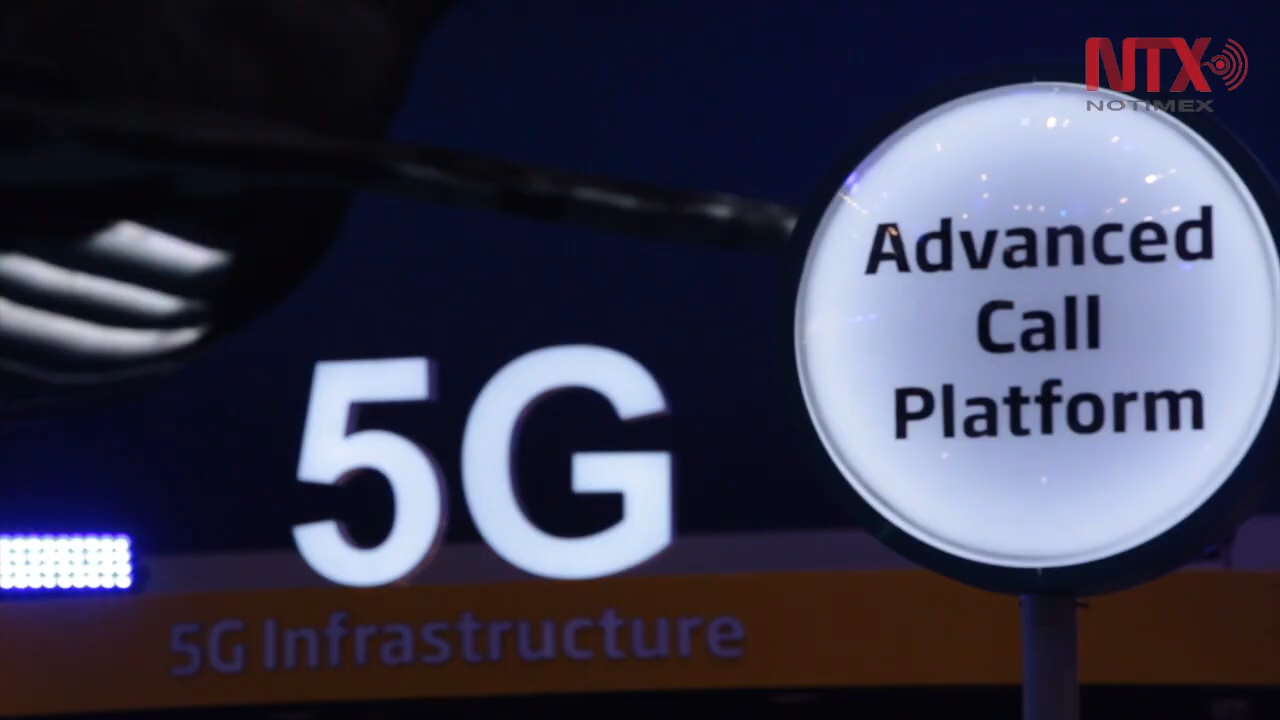 NTX
NOTIMEX
Advanced
Call
Platform
5G
5G Infrastructure